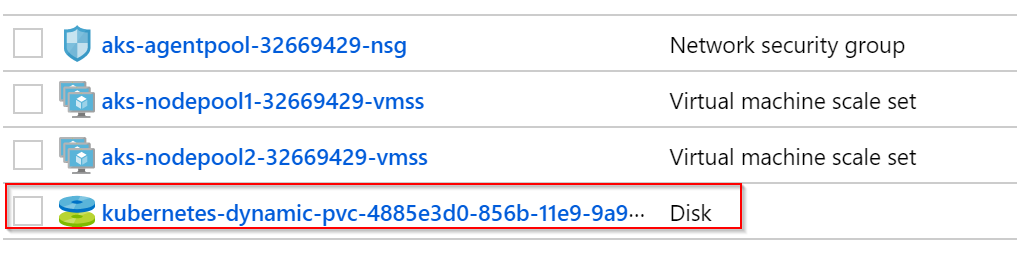 aks-agentpool-32669429-nsg Network security group
aks-nodepool1-32669429-vmss Virtual machine scale set
aks-nodepool2-32669429-vmss Virtual machine scale set
kubernetes-dynamic-pvc-4885e3d0-856b-11e9-9a9··· Disk